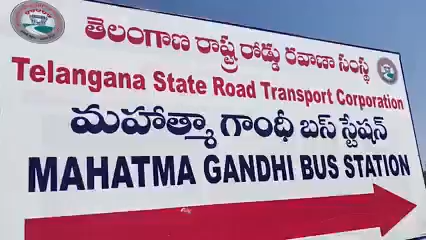 తెలంగాణ రాష్ట్ర రోడ్డు రవాణా సంస్థ
Telangana State Road Transport Corporation
మహాత్మా గాంధీ బస్ స్టేషన్
MAHATMA GANDHI BUS STATION